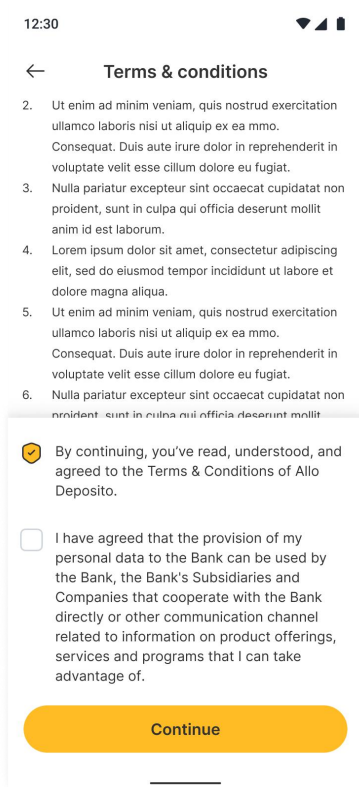 12:30
Terms & conditions
2. Ut enim ad minim veniam, quis nostrud exercitation
ullamco laboris nisi ut aliquip ex ea mmo.
Consequat. Duis aute irure dolor in reprehenderit in
voluptate velit esse cillum dolore eu fugiat.
3. Nulla pariatur excepteur sint occaecat cupidatat non
proident, sunt in culpa qui officia deserunt mollit
anim id est laborum.
4. Lorem ipsum dolor sit amet, consectetur adipiscing
elit, sed do eiusmod tempor incididunt ut labore et
dolore magna aliqua.
5. Ut enim ad minim veniam, quis nostrud exercitation
ullamco laboris nisi ut aliquip ex ea mmo.
Consequat. Duis aute irure dolor in reprehenderit in
voluptate velit esse cillum dolore eu fugiat.
6. Nulla pariatur excepteur sint occaecat cupidatat non
proident, sunt in culpa qui officia deserunt mollit
By continuing, you’ve read, understood, and
agreed to the Terms & Conditions of Allo
Deposito.
I have agreed that the provision of my
personal data to the Bank can be used by
the Bank, the Bank's Subsidiaries and
Companies that cooperate with the Bank
directly or other communication channel
related to information on product offerings,
services and programs that I can take
advantage of.
Continue